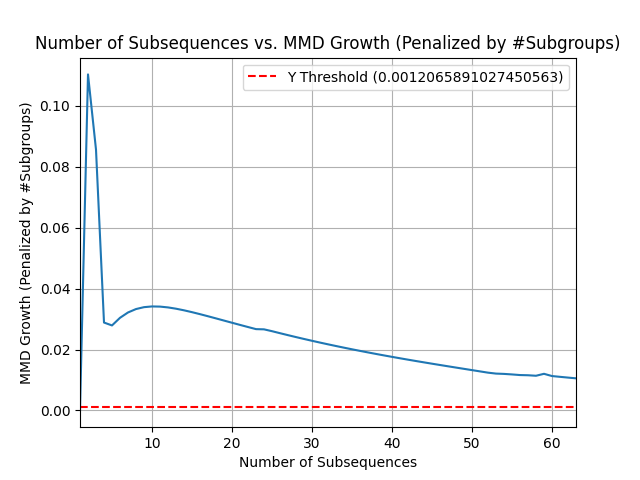 Number of Subsequences vs. MMD Growth (Penalized by #Subgroups)
Y Threshold (0.0012065891027450563)
MMD Growth (Penalized by #Subgroups)
0.10
0.08
0.06
0.04
0.02
0.00
10 20 30 40 50 60
Number of Subsequences